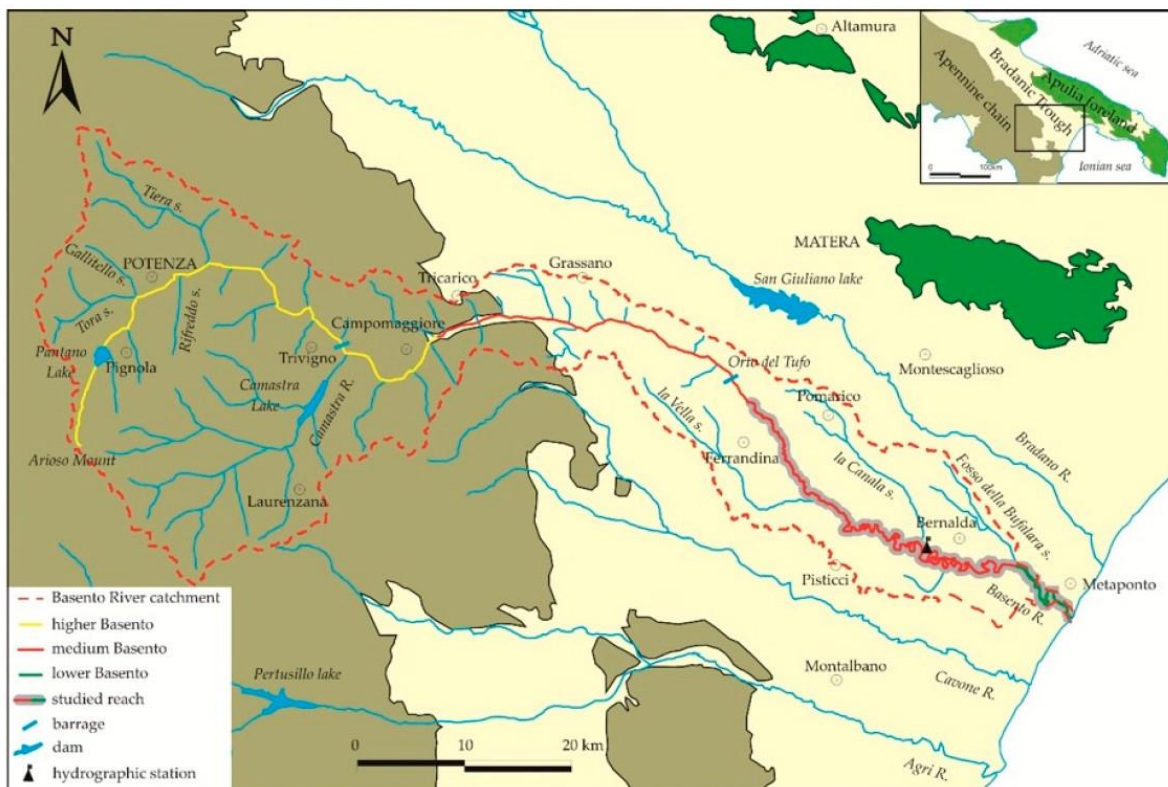 N
Altamura
Adriatic sea
Apennine chain
Bradanic Trough
Apulia foreland
Ionian sea
0 100km
Tiera s.
Gallitello s.
POTENZA
Tora s.
Rifreddo s.
Pantano
Lake
Pignola
Trivigno
Campomaggiore
Tricarico
Grassano
MATERA
San Giuliano lake
Camastra
Lake
Camastra R.
Arioso Mount
Laurenzana
Orto del Tufo
Montescaglioso
la Vella s.
Pomarico
Ferrandina
la Canala s.
Bradano R.
Fosso della Bufalara s.
Bernalda
Pisticci
Basento R.
Metaponto
Montalbano
Cavone R.
Pertusillo lake
Agri R.
0 10 20 km
Basento River catchment
higher Basento
medium Basento
lower Basento
studied reach
barrage
dam
hydrographic station